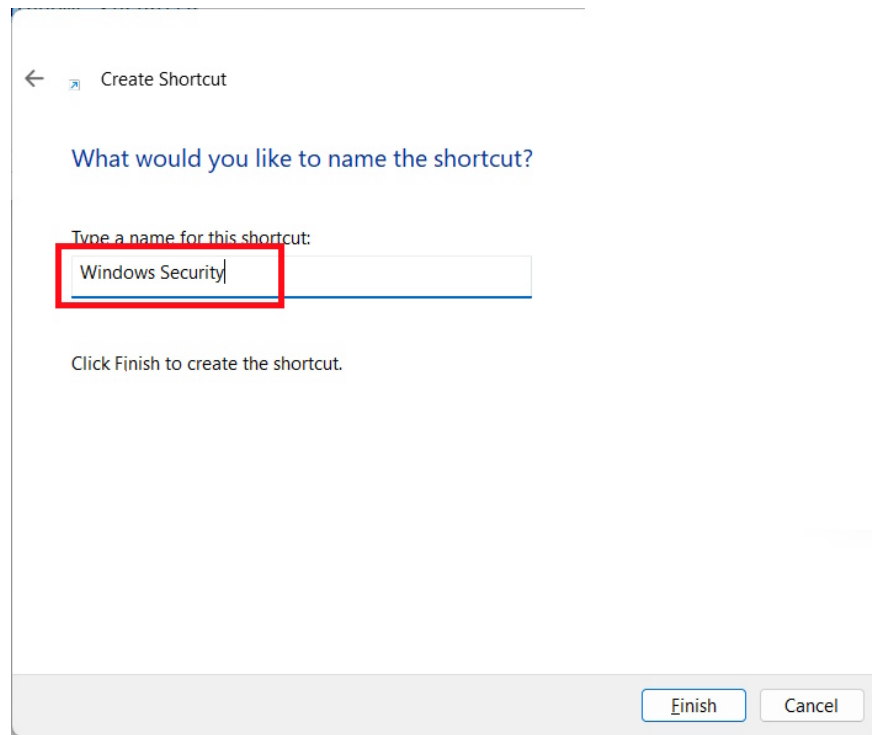 Create Shortcut
What would you like to name the shortcut?
Type a name for this shortcut:
Windows Security
Click Finish to create the shortcut.
Finish
Cancel